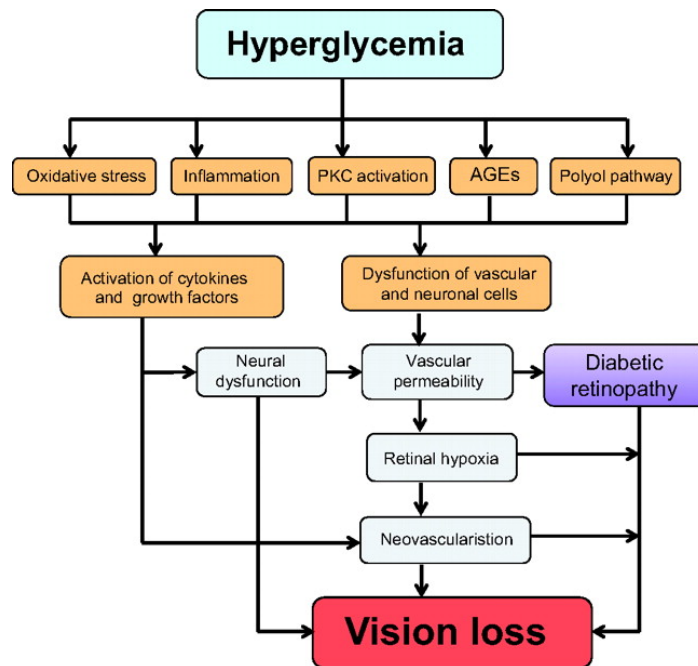 Hyperglycemia
Oxidative stress
Inflammation
PKC activation
AGEs
Polyol pathway
Activation of cytokines
and growth factors
Dysfunction of vascular
and neuronal cells
Neural
dysfunction
Vascular
permeability
Diabetic
retinopathy
Retinal hypoxia
Neovascularistion
Vision loss